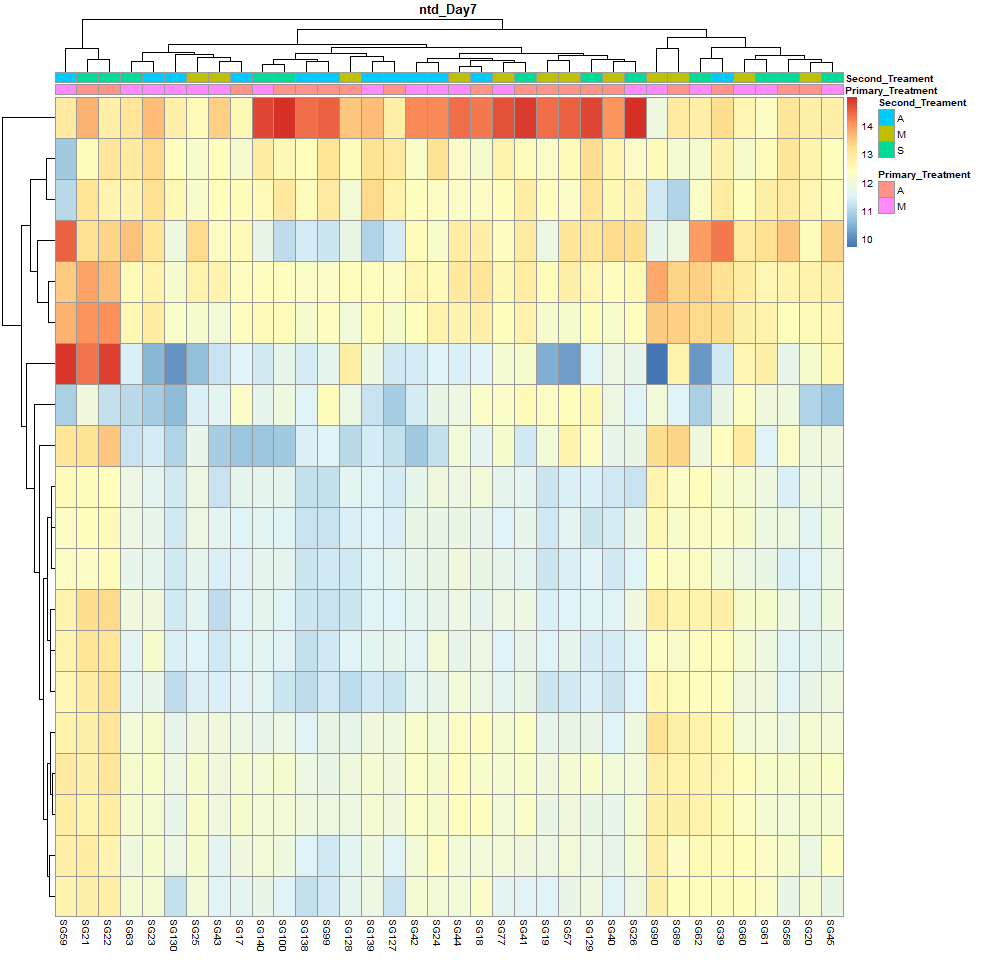 ntd_Day7
Second_Treament
Primary_Treatment
Second_Treament
A
M
S
Primary_Treatment
A
M
14
13
12
11
10
SG59 SG21 SG22 SG63 SG23 SG130 SG25 SG43 SG17 SG140 SG100 SG138 SG99 SG128 SG139 SG127 SG42 SG24 SG44 SG18 SG77 SG41 SG19 SG57 SG129 SG40 SG26 SG90 SG89 SG62 SG39 SG60 SG61 SG58 SG20 SG45